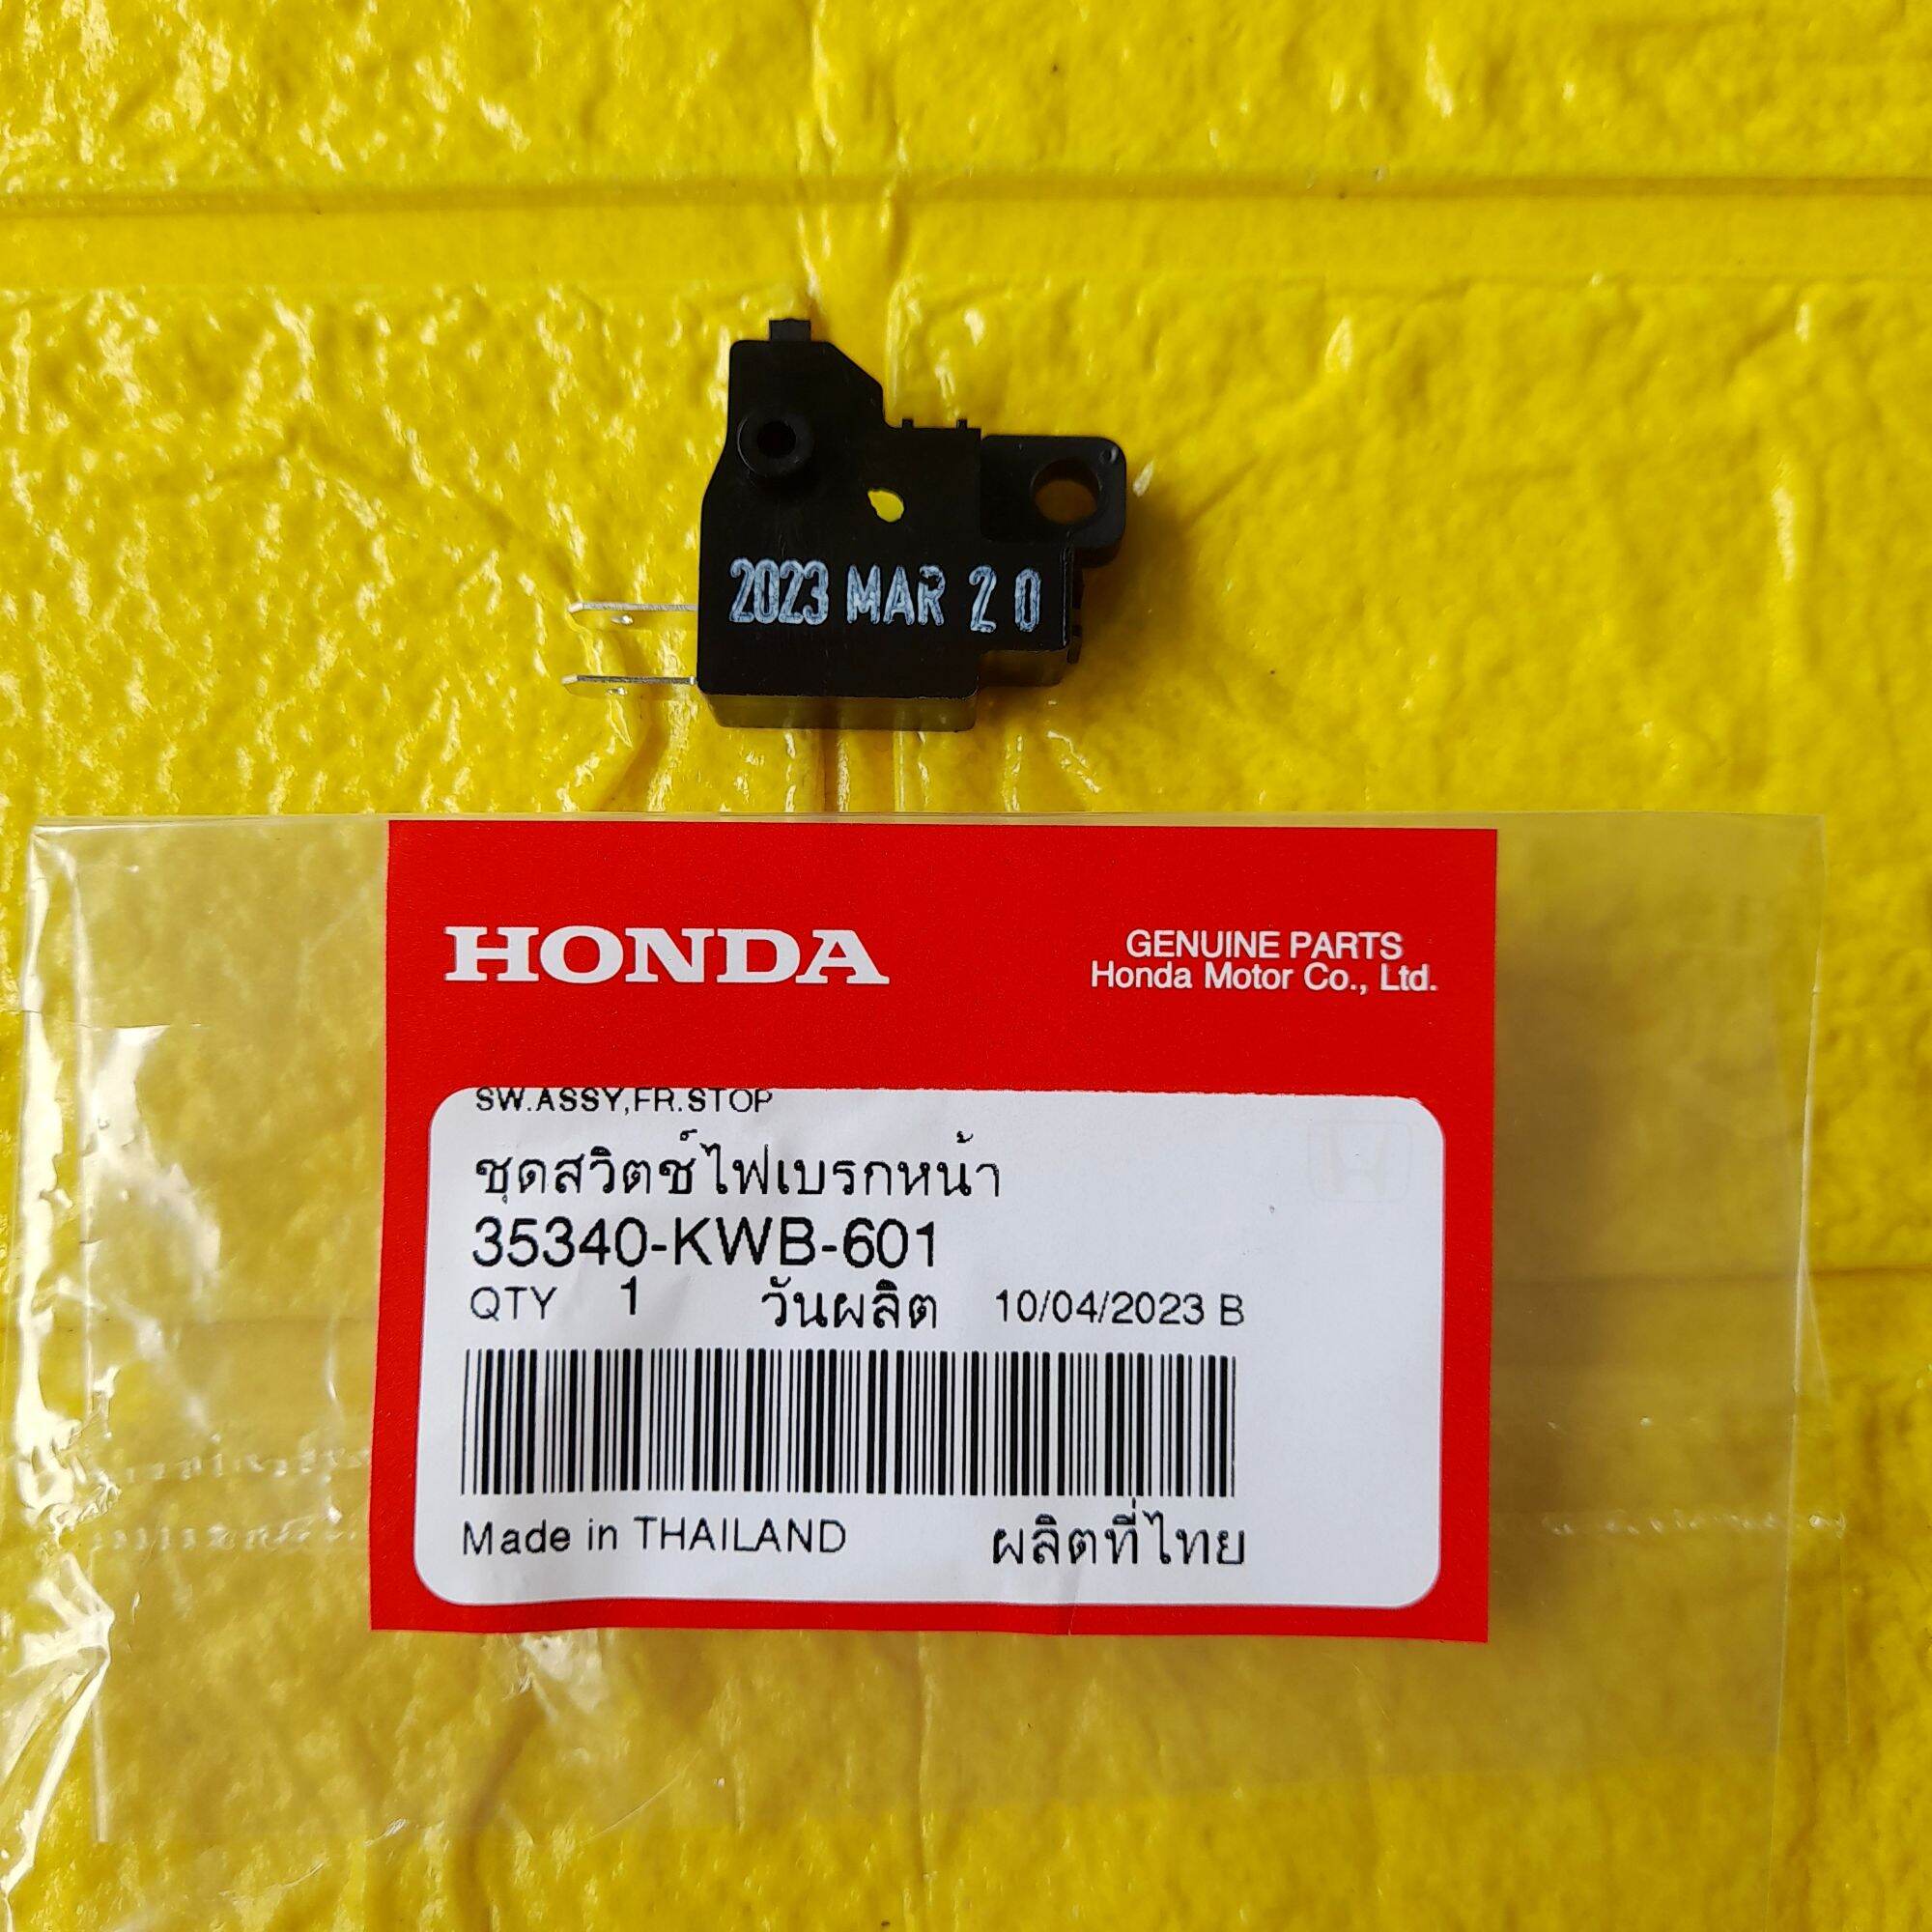 2023 MAR 2 0
HONDA
GENUINE PARTS
Honda Motor Co., Ltd.
SW.ASSY,FR.STOP
ชุดสวิตช์ไฟเบรกหน้า
35340-KWB-601
QTY 1 วันผลิต 10/04/2023 B
Made in THAILAND ผลิตที่ไทย